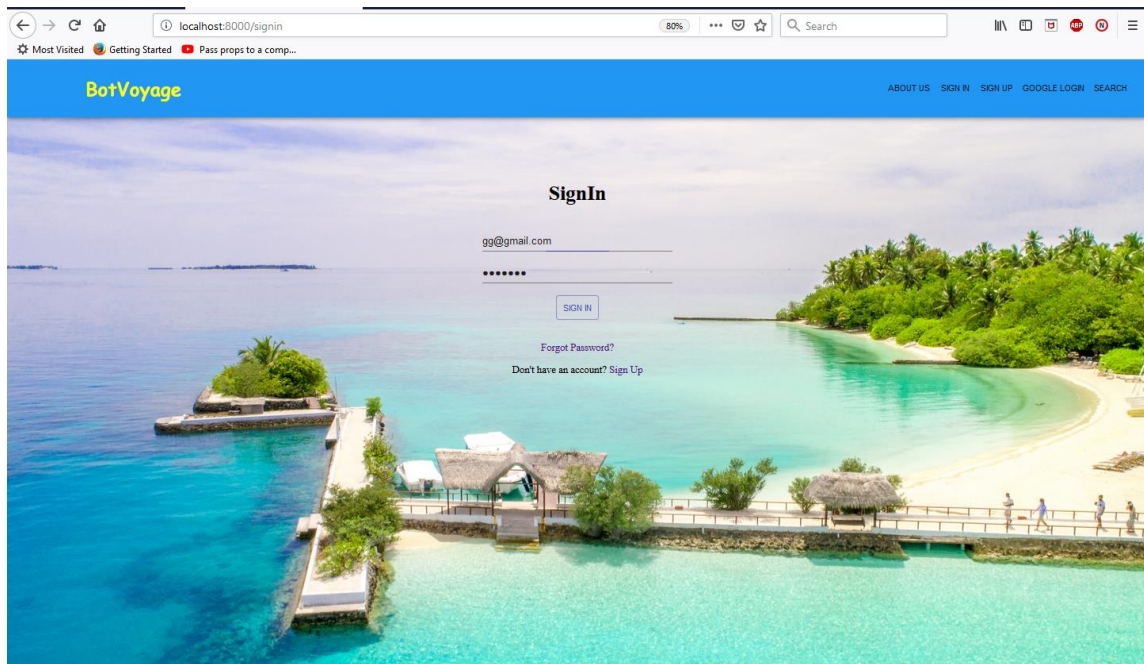 localhost:8000/signin
80%
Search
Most Visited
Getting Started
Pass props to a comp...
BotVoyage
ABOUT US SIGN IN SIGN UP GOOGLE LOGIN SEARCH
SignIn
gg@gmail.com
•••••••
SIGN IN
Forgot Password?
Don't have an account? Sign Up